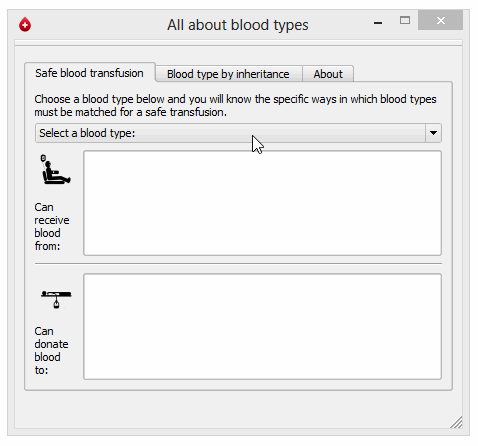 All about blood types
Safe blood transfusion
Blood type by inheritance
About
Choose a blood type below and you will know the specific ways in which blood types
must be matched for a safe transfusion.
Select a blood type:
Can
receive
blood
from:
Can
donate
blood
to: